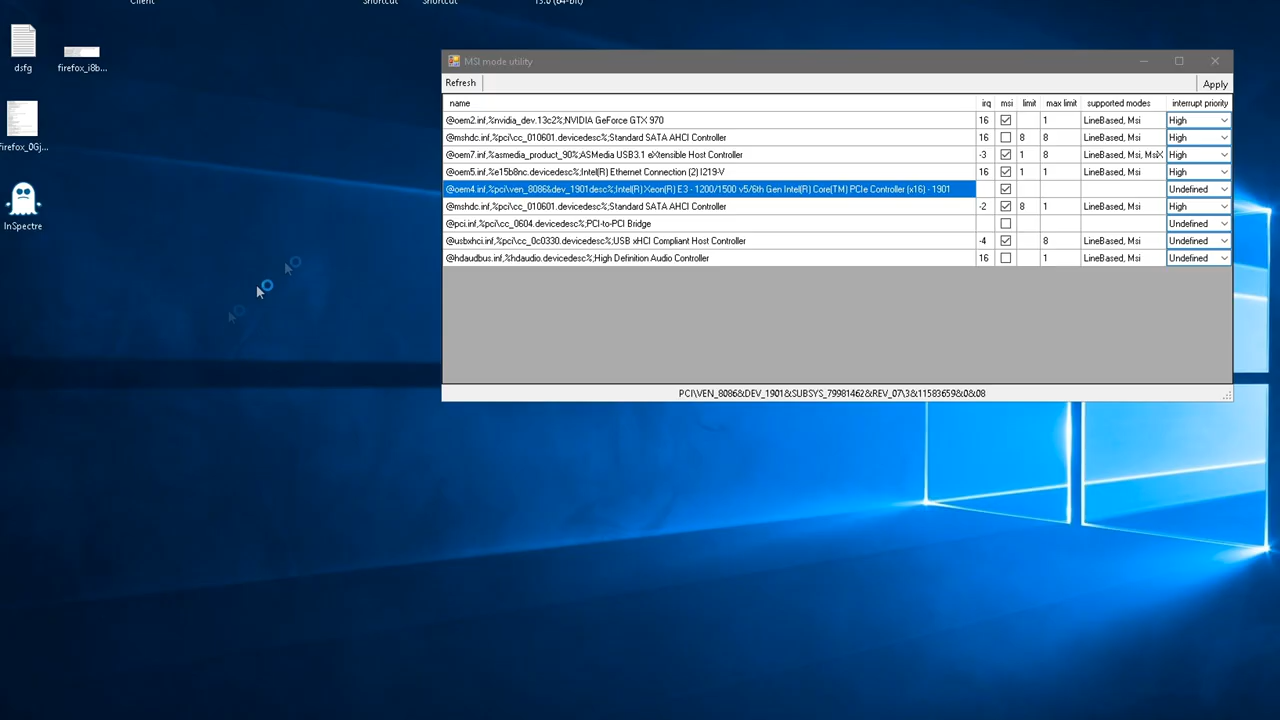 Client
Shortcut
Shortcut
dsfg
firefox_i8b...
firefox_0Gj...
InSpectre
MSI mode utility
Refresh
Apply
name irq msi limit max limit supported modes interrupt priority
@oem2.inf,%nvidia_dev.13c2%;NVIDIA GeForce GTX 970 16 1 LineBased, Msi High
@mshdc.inf,%pci\cc_010601.devicedesc%;Standard SATA AHCI Controller 16 8 8 LineBased, Msi High
@oem7.inf,%asmedia_product_90%;ASMedia USB3.1 eXtensible Host Controller -3 1 8 LineBased, Msi, MsiX High
@oem5.inf,%e15b8nc.devicedesc%;Intel(R) Ethernet Connection (2) I219-V 16 1 1 LineBased, Msi High
@oem4.inf,%pci\ven_8086&dev_1901desc%;Intel(R) Xeon(R) E3 - 1200/1500 v5/6th Gen Intel(R) Core(TM) PCIe Controller (x16) - 1901 Undefined
@mshdc.inf,%pci\cc_010601.devicedesc%;Standard SATA AHCI Controller -2 8 1 LineBased, Msi High
@pci.inf,%pci\cc_0604.devicedesc%;PCI-to-PCI Bridge Undefined
@usbxhci.inf,%pci\cc_0c0330.devicedesc%;USB xHCI Compliant Host Controller -4 8 LineBased, Msi Undefined
@hdaudbus.inf,%hdaudio.devicedesc%;High Definition Audio Controller 16 1 LineBased, Msi Undefined
PCI\VEN_8086&DEV_1901&SUBSYS_79981462&REV_07\3&11583659&0&08